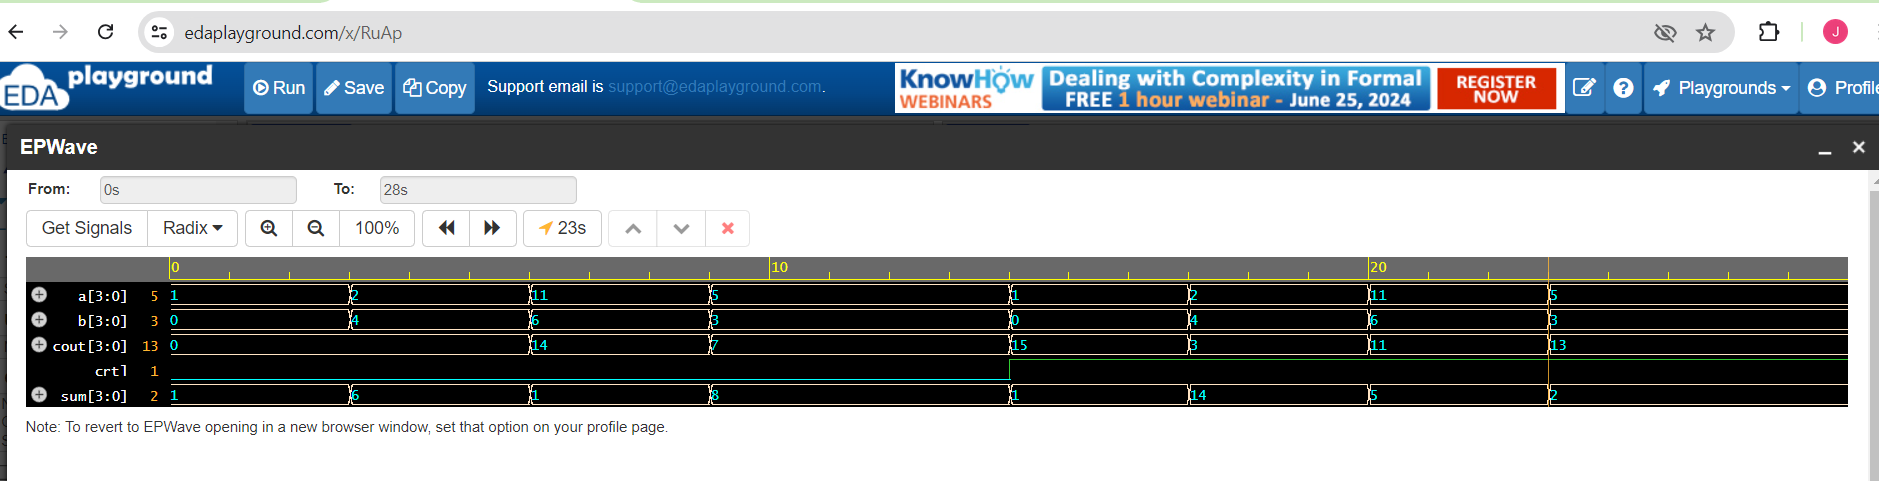 edaplayground.com/x/RuAp
J
EDA playground
Run Save Copy Support email is support@edaplayground.com.
KnowHow WEBINARS
Dealing with Complexity in Formal
FREE 1 hour webinar - June 25, 2024
REGISTER NOW
Playgrounds Profile
EPWave
From: 0s To: 28s
Get Signals Radix 100% 23s
0 10 20
a[3:0] 5 1 2 11 5 1 2 11 5
b[3:0] 3 0 4 6 3 0 4 6 3
cout[3:0] 13 0 14 7 15 3 11 13
crtl 1
sum[3:0] 2 1 6 1 8 1 14 5 2
Note: To revert to EPWave opening in a new browser window, set that option on your profile page.